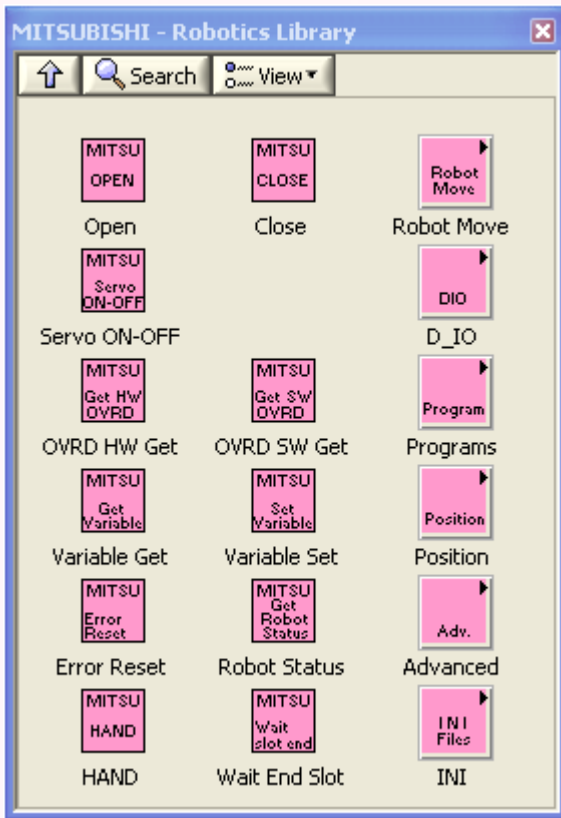 MITSUBISHI - Robotics Library
Search View
MITSU
OPEN
MITSU
CLOSE
Robot
Move
Open Close Robot Move
MITSU
Servo
ON-OFF
DIO
Servo ON-OFF D_IO
MITSU
Get HW
OVRD
MITSU
Get SW
OVRD
Program
OVRD HW Get OVRD SW Get Programs
MITSU
Get
Variable
MITSU
Set
Variable
Position
Variable Get Variable Set Position
MITSU
Error
Reset
MITSU
Get
Robot
Status
Adv.
Error Reset Robot Status Advanced
MITSU
HAND
MITSU
Wait
slot end
INI
Files
HAND Wait End Slot INI